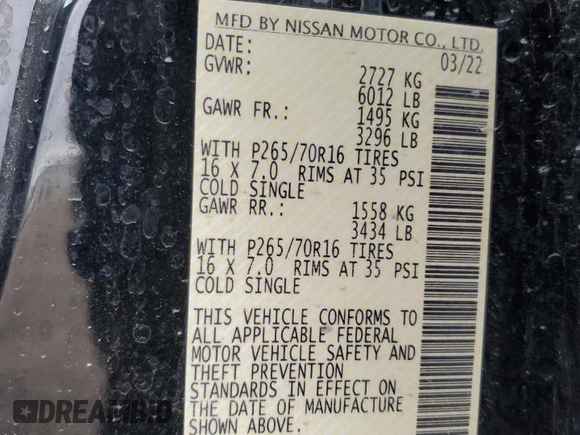 MFD BY NISSAN MOTOR CO., LTD.
DATE: 03/22
GVWR: 2727 KG
6012 LB
GAWR FR.: 1495 KG
3296 LB
WITH P265/70R16 TIRES
16 X 7.0 RIMS AT 35 PSI
COLD SINGLE
GAWR RR.: 1558 KG
3434 LB
WITH P265/70R16 TIRES
16 X 7.0 RIMS AT 35 PSI
COLD SINGLE
THIS VEHICLE CONFORMS TO
ALL APPLICABLE FEDERAL
MOTOR VEHICLE SAFETY AND
THEFT PREVENTION
STANDARDS IN EFFECT ON
THE DATE OF MANUFACTURE
SHOWN ABOVE.
DREAMBID